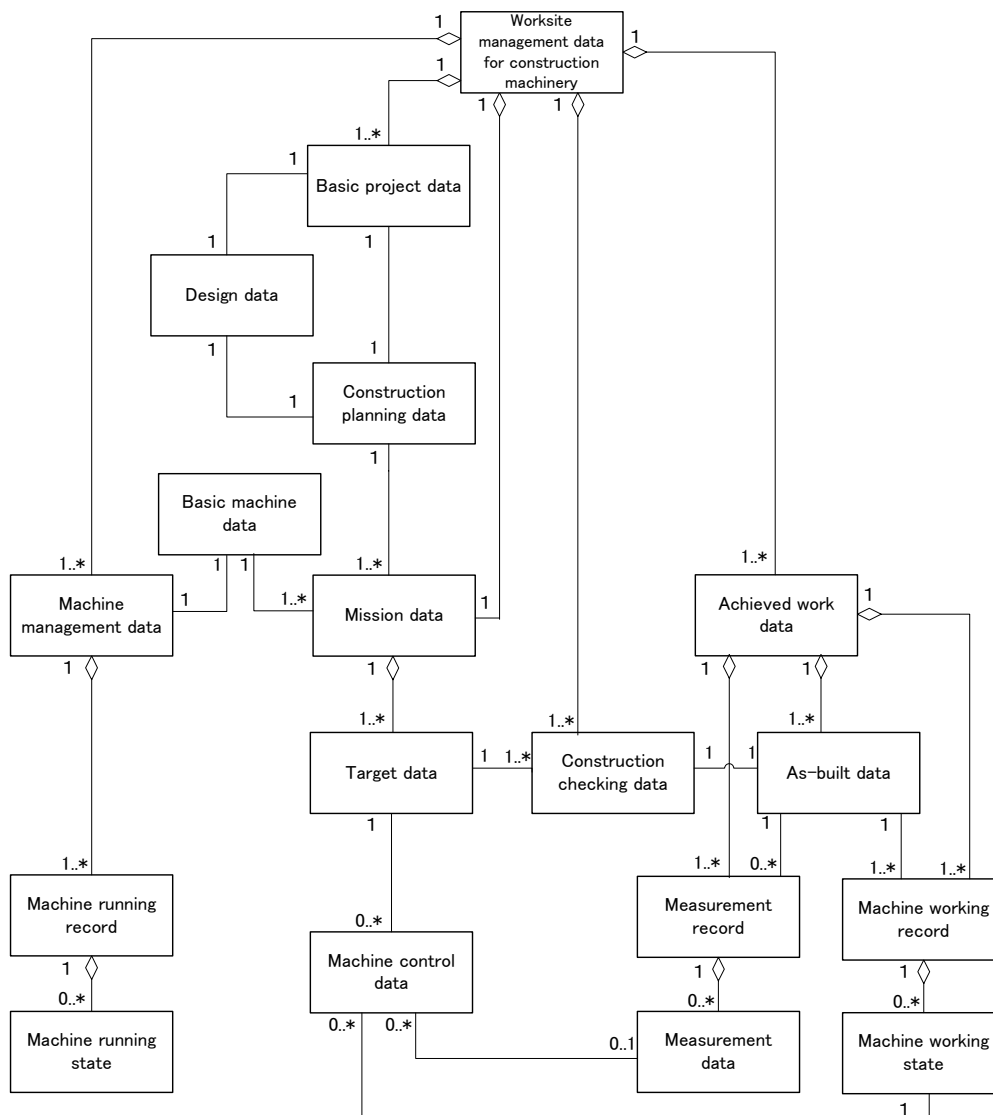 1
Worksite
management data
for construction
machinery
1
1
1
1
1..*
1
Basic project data
1
1
Design data
1
1
1
Construction
planning data
1
Basic machine
data
1..*
1
1
1..*
1..*
1..*
Machine
management data
1
Mission data
1
Achieved work
data
1
1
1
1
1
1..*
1..*
1..*
Target data
1
1..*
Construction
checking data
1
1
As-built data
1
1
1
1..*
1..*
0..*
1..*
1..*
Machine running
record
0..*
Measurement
record
Machine working
record
Machine control
data
1
1
1
0..*
0..*
0..*
0..*
0..*
Machine running
state
0..1
Measurement
data
Machine working
state
1